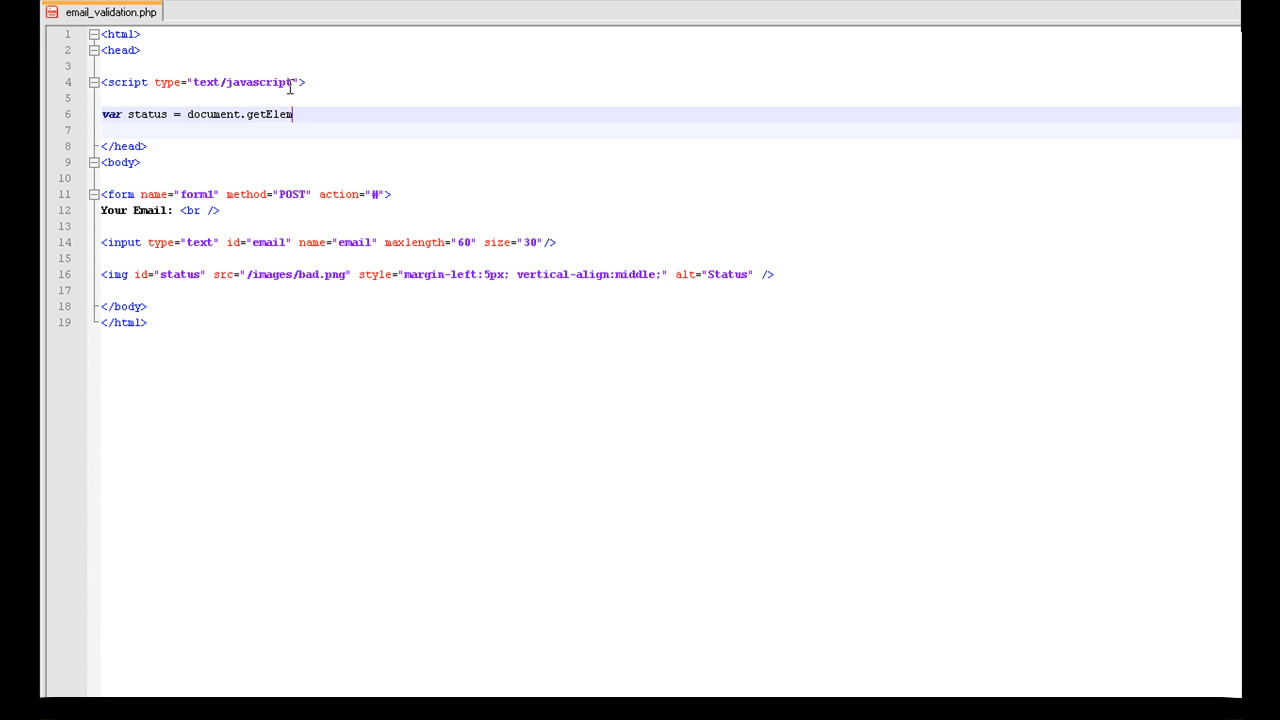 email_validation.php
1 <html>
2 <head>
3
4 <script type="text/javascript">
5
6 var status = document.getElem
7
8 </head>
9 <body>
10
11 <form name="form1" method="POST" action="#">
12 Your Email: <br />
13
14 <input type="text" id="email" name="email" maxlength="60" size="30"/>
15
16 <img id="status" src="/images/bad.png" style="margin-left:5px; vertical-align:middle;" alt="Status" />
17
18 </body>
19 </html>